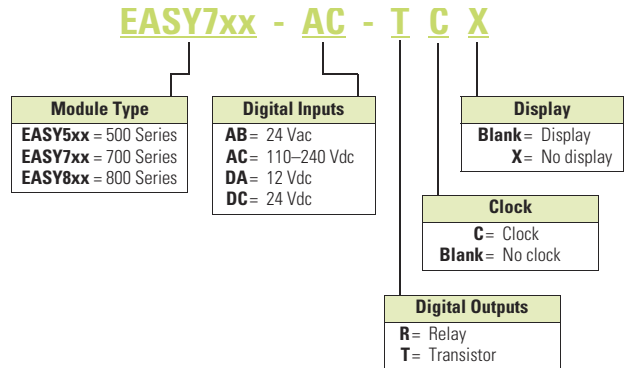 EASY7xx - AC - T C X
Module Type
EASY5xx = 500 Series
EASY7xx = 700 Series
EASY8xx = 800 Series
Digital Inputs
AB= 24 Vac
AC= 110–240 Vdc
DA= 12 Vdc
DC= 24 Vdc
Display
Blank= Display
X= No display
Clock
C= Clock
Blank= No clock
Digital Outputs
R= Relay
T= Transistor